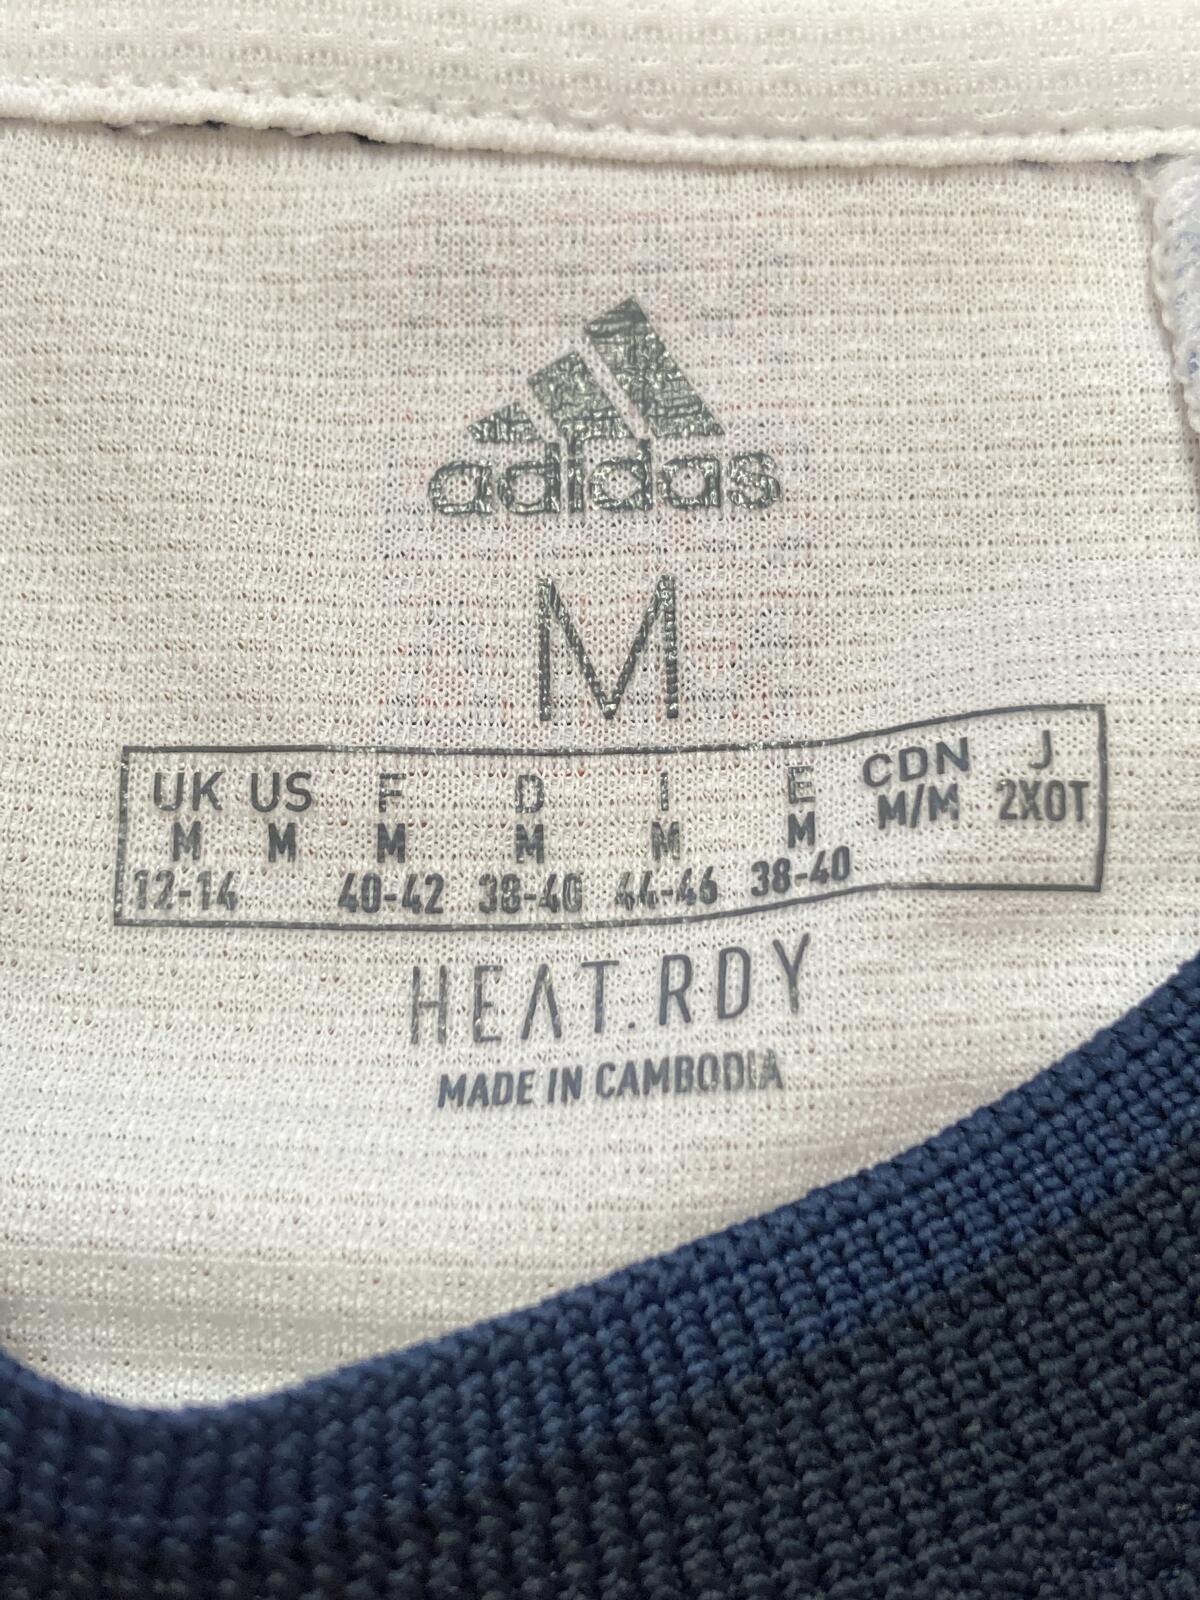 adidas
M
UK US F D I E CDN J
M M M M M M M/M 2XOT
12-14 40-42 38-40 44-46 38-40
HEAT.RDY
MADE IN CAMBODIA